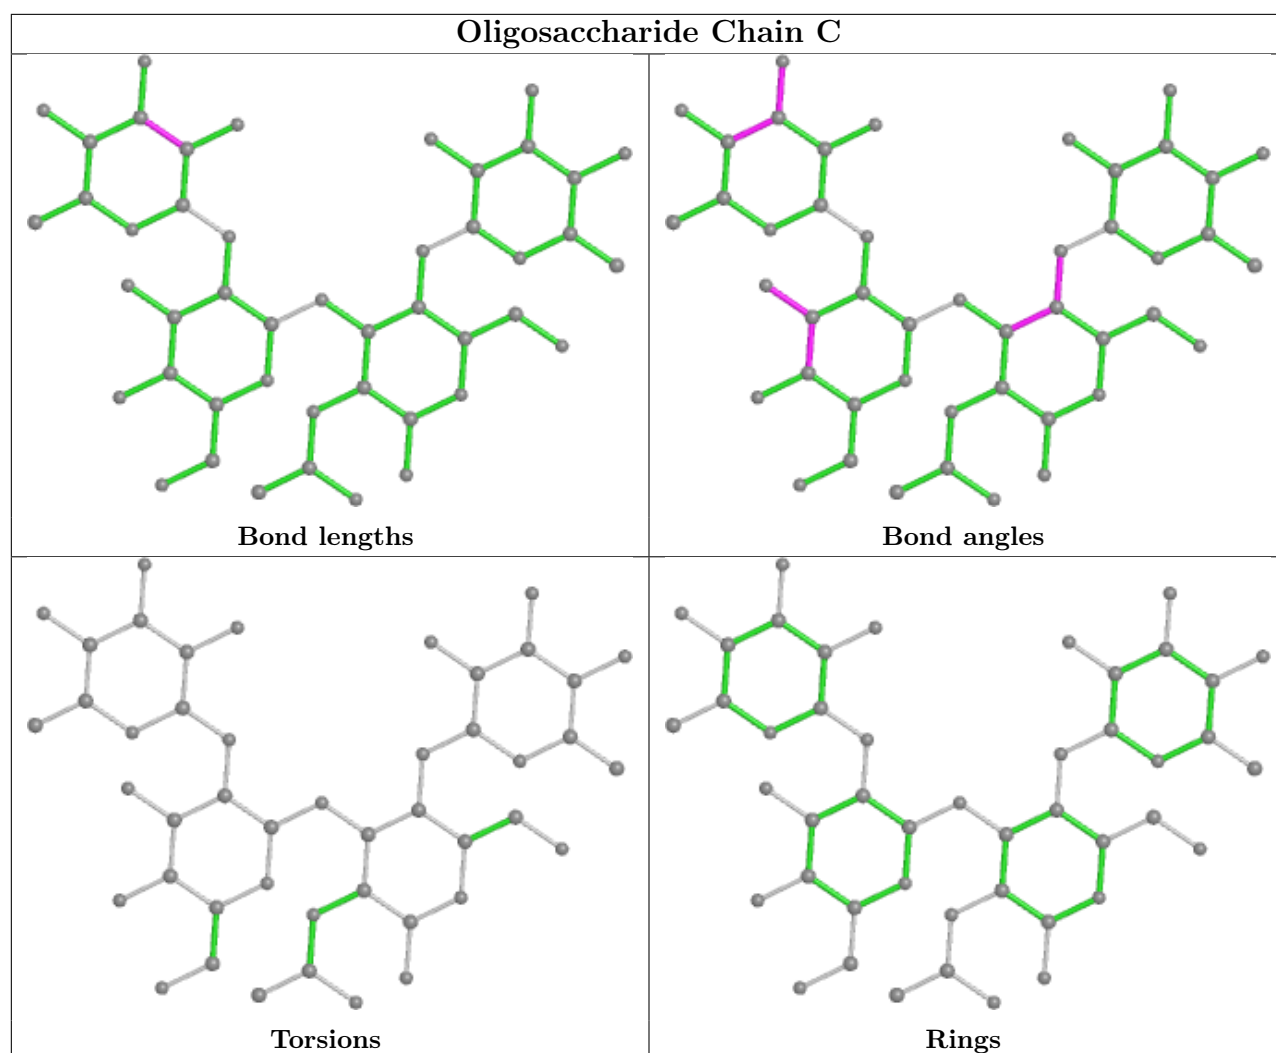 Oligosaccharide Chain C
Bond lengths
Bond angles
Torsions
Rings